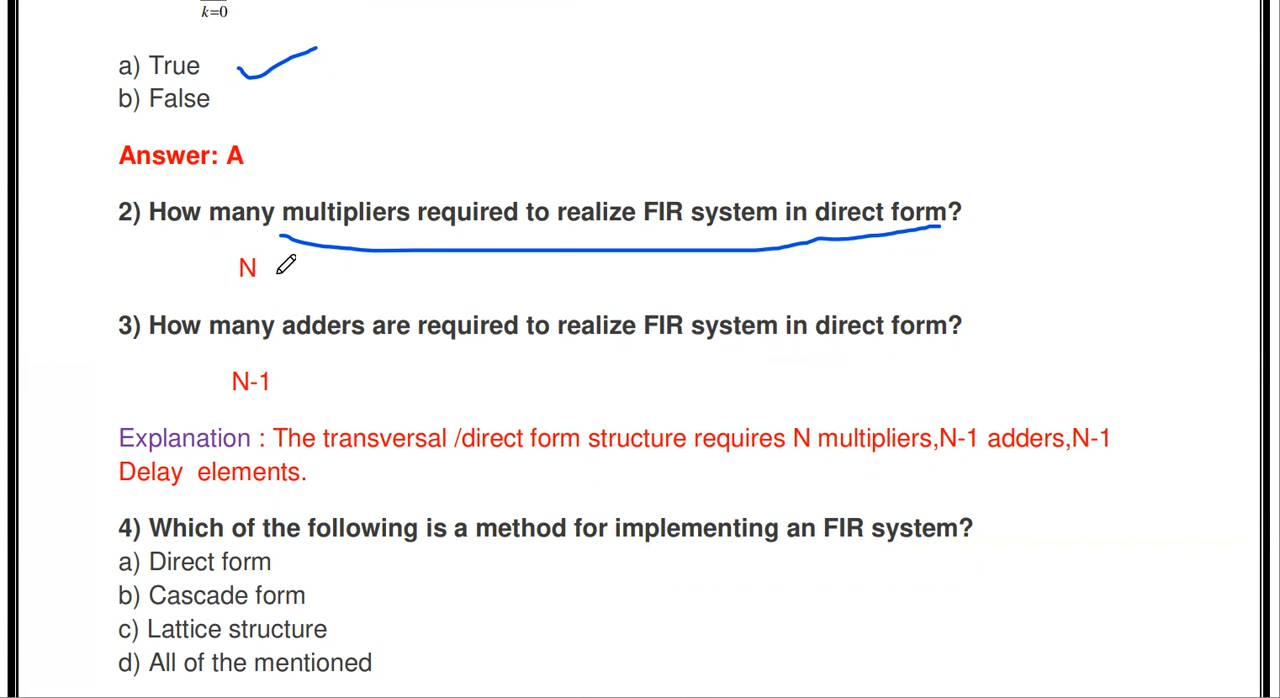 k=0
a) True
b) False
Answer: A
2) How many multipliers required to realize FIR system in direct form?
N
3) How many adders are required to realize FIR system in direct form?
N-1
Explanation : The transversal /direct form structure requires N multipliers,N-1 adders,N-1
Delay elements.
4) Which of the following is a method for implementing an FIR system?
a) Direct form
b) Cascade form
c) Lattice structure
d) All of the mentioned